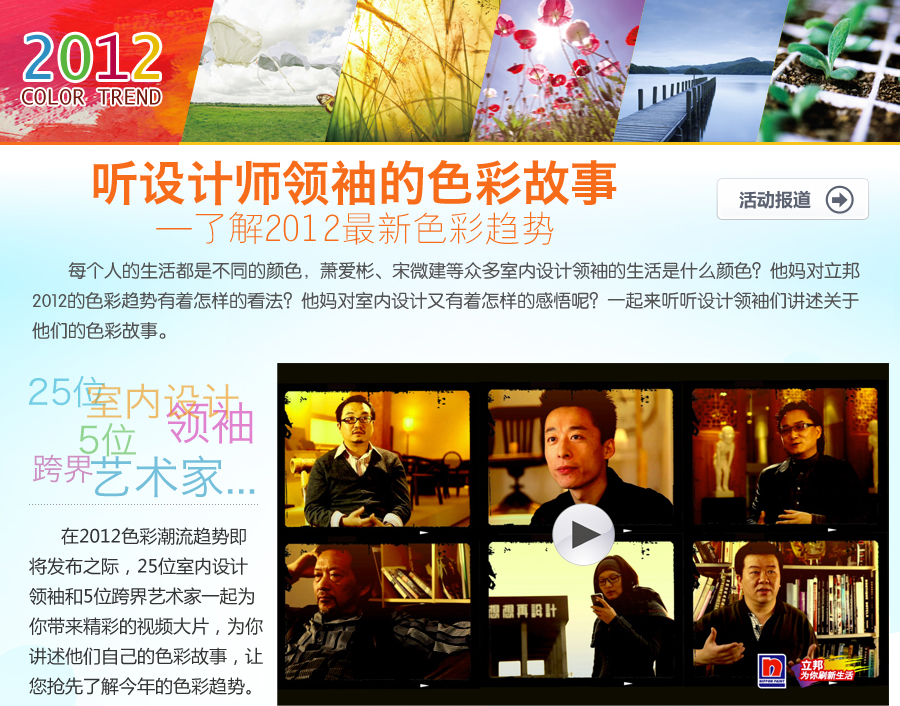 2012
COLOR TREND
听设计师领袖的色彩故事
—了解2012最新色彩趋势
活动报道
每个人的生活都是不同的颜色，萧爱彬、宋微建等众多室内设计领袖的生活是什么颜色？他妈对立邦
2012的色彩趋势有着怎样的看法？他妈对室内设计又有着怎样的感悟呢？一起来听听设计领袖们讲述关于
他们的色彩故事。
25位
室内设计
领袖
5位
跨界
艺术家...
在2012色彩潮流趋势即
将发布之际，25位室内设计
领袖和5位跨界艺术家一起为
你带来精彩的视频大片，为你
讲述他们自己的色彩故事，让
您抢先了解今年的色彩趋势。
想想再設計
n
NIPPON PAINT
立邦
为你刷新生活